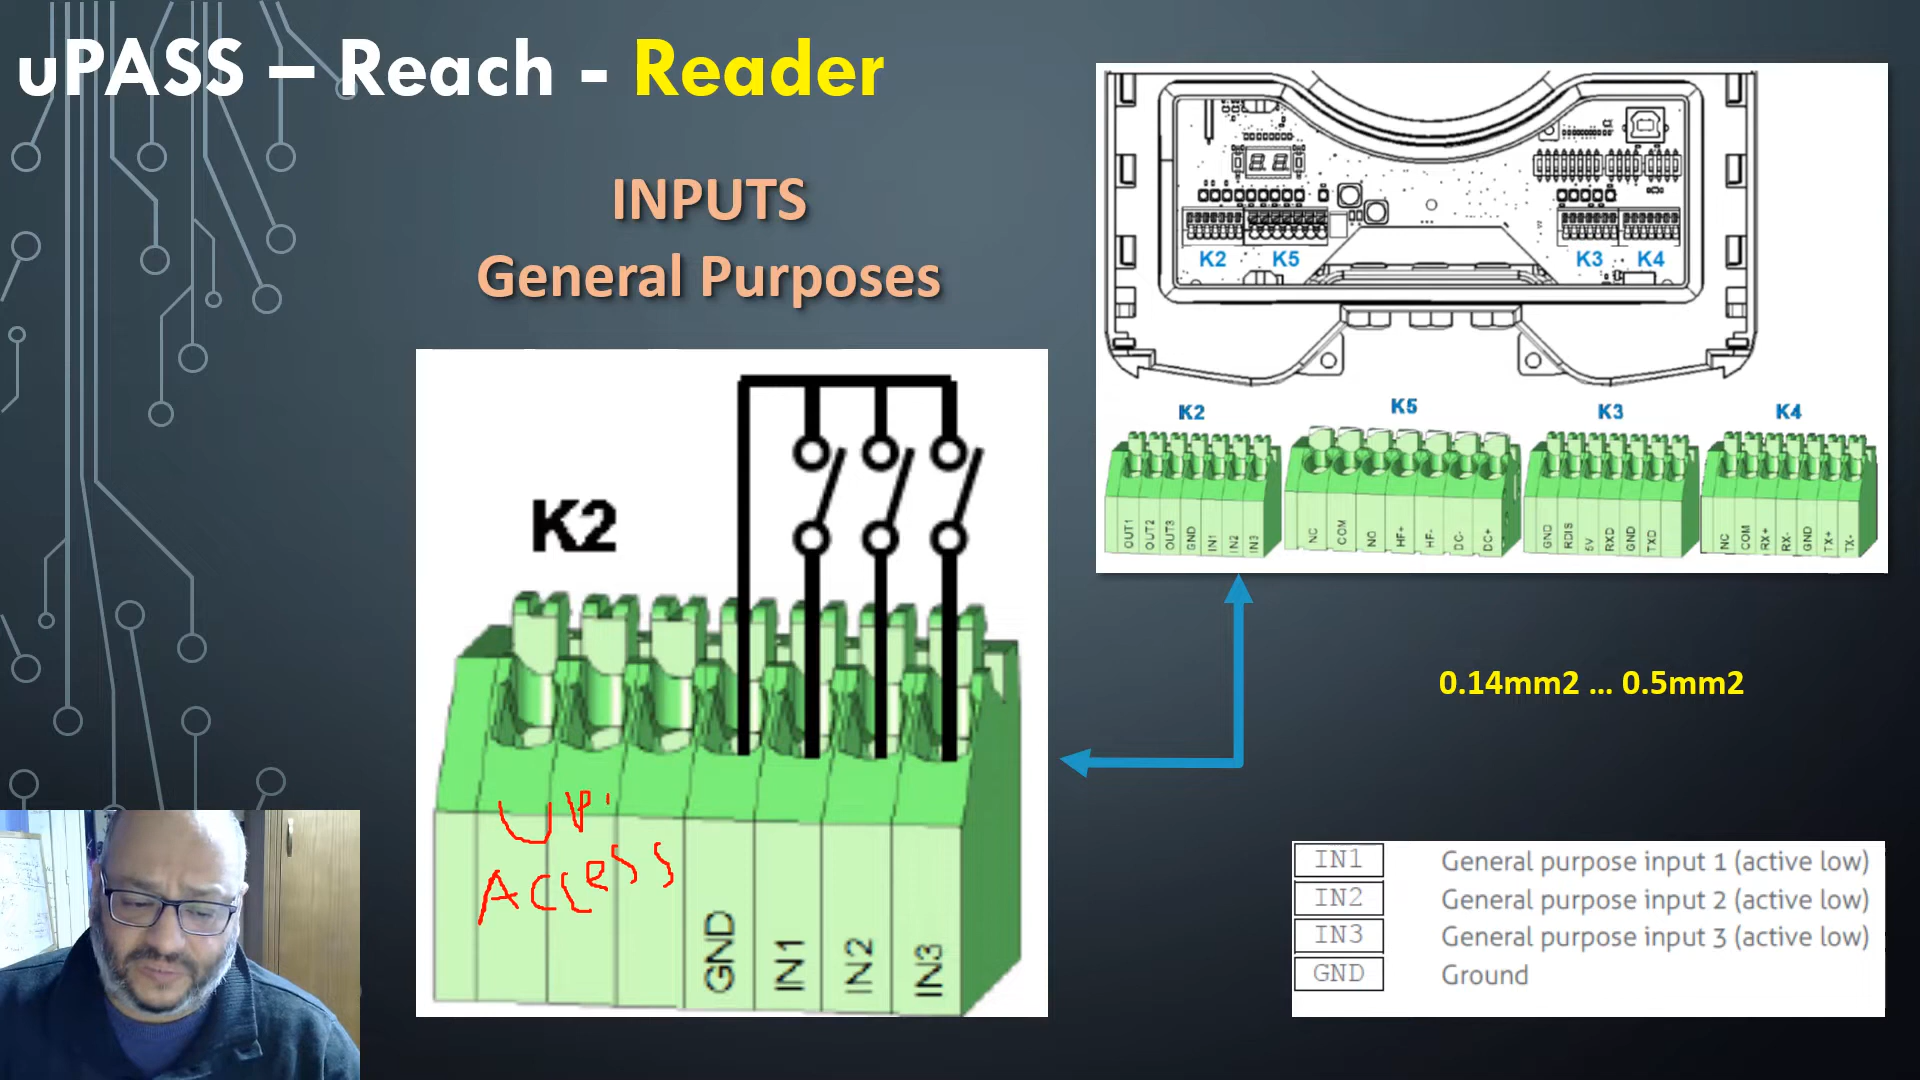 uPASS – Reach - Reader
INPUTS
General Purposes
K2
K5
K3
K4
K2
K5
K3
K4
OUT1
OUT2
OUT3
GND
IN1
IN2
IN3
NC
COM
NO
HF+
HF-
DC-
DC+
GND
RDIS
5V
RXD
GND
TXD
NC
COM
RX+
RX-
GND
TX+
TX-
K2
UP.
ACCESS
GND
IN1
IN2
IN3
0.14mm2 ... 0.5mm2
IN1 General purpose input 1 (active low)
IN2 General purpose input 2 (active low)
IN3 General purpose input 3 (active low)
GND Ground